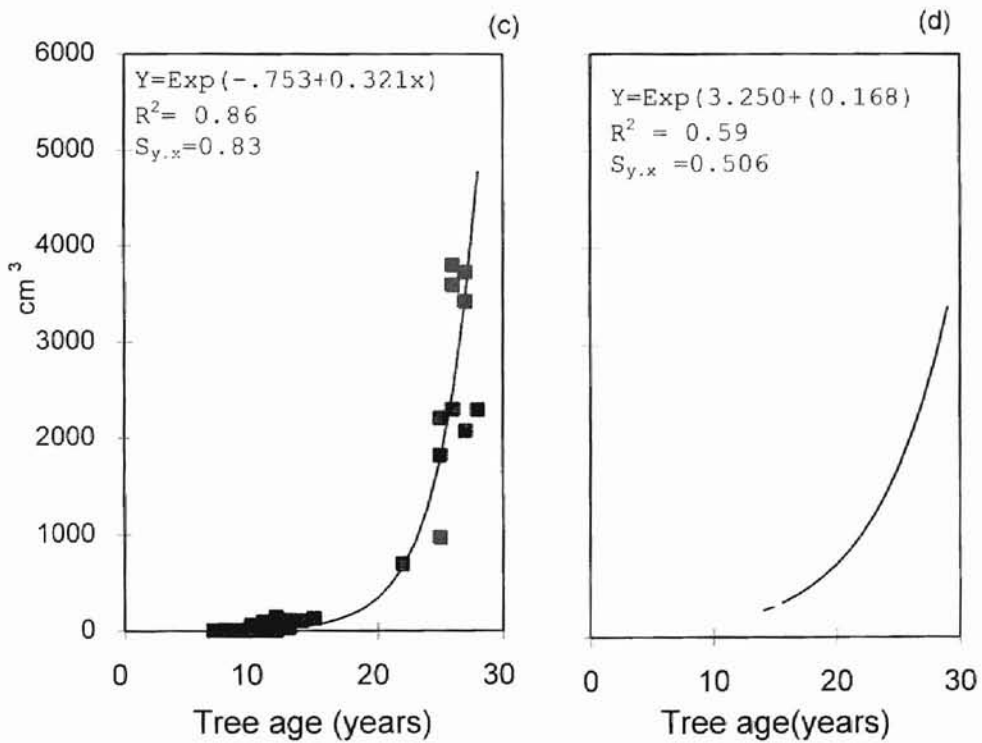 (c)
6000
Y=Exp(-.753+0.321x)
R²= 0.86
Sy.x=0.83
5000
4000
cm³
3000
2000
1000
0
0 10 20 30
Tree age (years)
(d)
Y=Exp(3.250+(0.168)
R² = 0.59
Sy.x =0.506
0 10 20 30
Tree age(years)